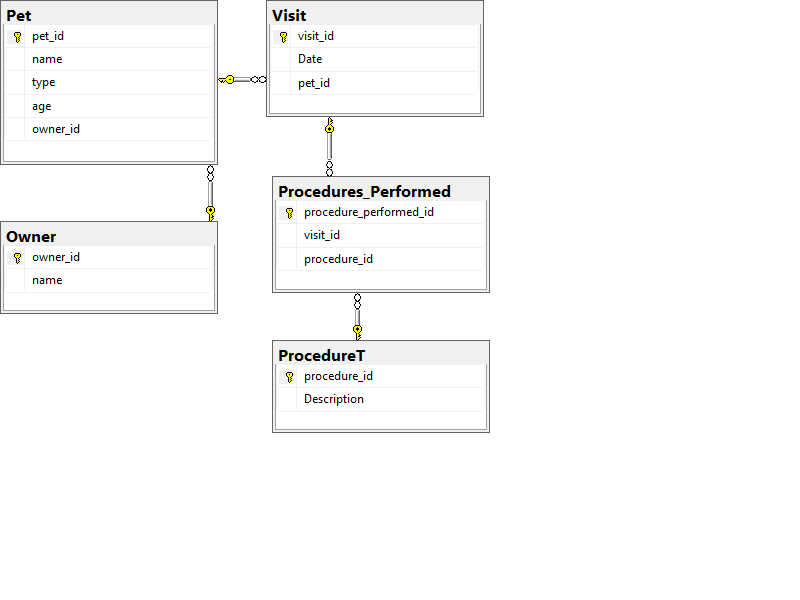 Pet
pet_id
name
type
age
owner_id
Visit
visit_id
Date
pet_id
Owner
owner_id
name
Procedures_Performed
procedure_performed_id
visit_id
procedure_id
ProcedureT
procedure_id
Description